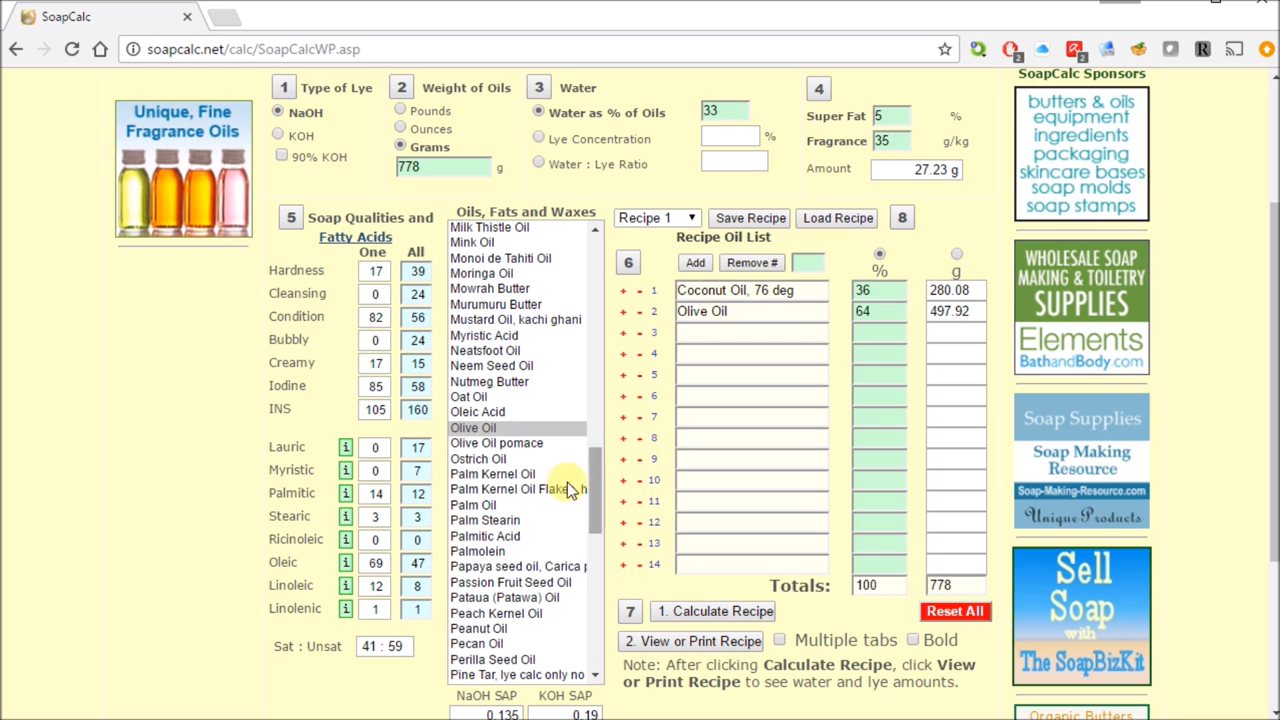 SoapCalc
soapcalc.net/calc/SoapCalcWP.asp
2
2
R
Unique, Fine
Fragrance Oils
1 Type of Lye
NaOH
KOH
90% KOH
2 Weight of Oils
Pounds
Ounces
Grams
778 g
3 Water
Water as % of Oils 33
Lye Concentration %
Water : Lye Ratio
4
Super Fat 5 %
Fragrance 35 g/kg
Amount 27.23 g
5 Soap Qualities and
Fatty Acids
One All
Hardness 17 39
Cleansing 0 24
Condition 82 56
Bubbly 0 24
Creamy 17 15
Iodine 85 58
INS 105 160
Lauric i 0 17
Myristic i 0 7
Palmitic i 14 12
Stearic i 3 3
Ricinoleic i 0 0
Oleic i 69 47
Linoleic i 12 8
Linolenic i 1 1
Sat : Unsat 41 : 59
Oils, Fats and Waxes
Milk Thistle Oil
Mink Oil
Monoi de Tahiti Oil
Moringa Oil
Mowrah Butter
Murumuru Butter
Mustard Oil, kachi ghani
Myristic Acid
Neatsfoot Oil
Neem Seed Oil
Nutmeg Butter
Oat Oil
Oleic Acid
Olive Oil
Olive Oil pomace
Ostrich Oil
Palm Kernel Oil
Palm Kernel Oil Flake h
Palm Oil
Palm Stearin
Palmitic Acid
Palmolein
Papaya seed oil, Carica p
Passion Fruit Seed Oil
Pataua (Patawa) Oil
Peach Kernel Oil
Peanut Oil
Pecan Oil
Perilla Seed Oil
Pine Tar, lye calc only no
NaOH SAP KOH SAP
0.135 0.19
Recipe 1 Save Recipe Load Recipe 8
Recipe Oil List
6 Add Remove # % g
+ - 1 Coconut Oil, 76 deg 36 280.08
+ - 2 Olive Oil 64 497.92
+ - 3
+ - 4
+ - 5
+ - 6
+ - 7
+ - 8
+ - 9
+ - 10
+ - 11
+ - 12
+ - 13
+ - 14
Totals: 100 778
7 1. Calculate Recipe Reset All
2. View or Print Recipe Multiple tabs Bold
Note: After clicking Calculate Recipe, click View
or Print Recipe to see water and lye amounts.
SoapCalc Sponsors
butters & oils
equipment
ingredients
packaging
skincare bases
soap molds
soap stamps
WHOLESALE SOAP
MAKING & TOILETRY
SUPPLIES
Elements
BathandBody.com
Soap Supplies
Soap Making
Resource
Soap-Making-Resource.com
Unique Products
Sell
Soap
with
The SoapBizKit
Organic Butters